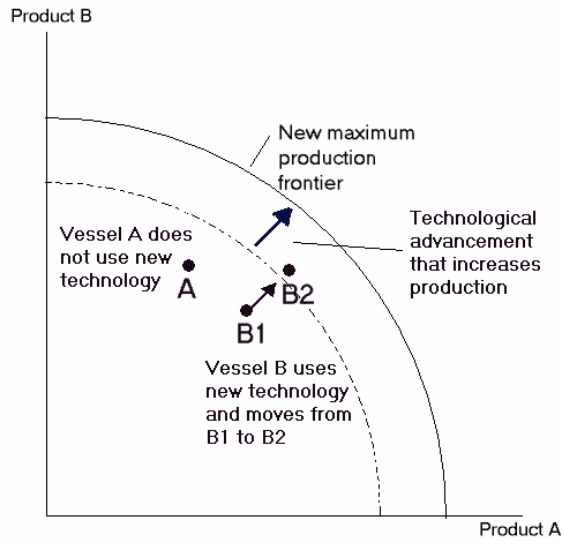 Product B
New maximum
production
frontier
Vessel A does
not use new
technology
A
Technological
advancement
that increases
production
B2
B1
Vessel B uses
new technology
and moves from
B1 to B2
Product A